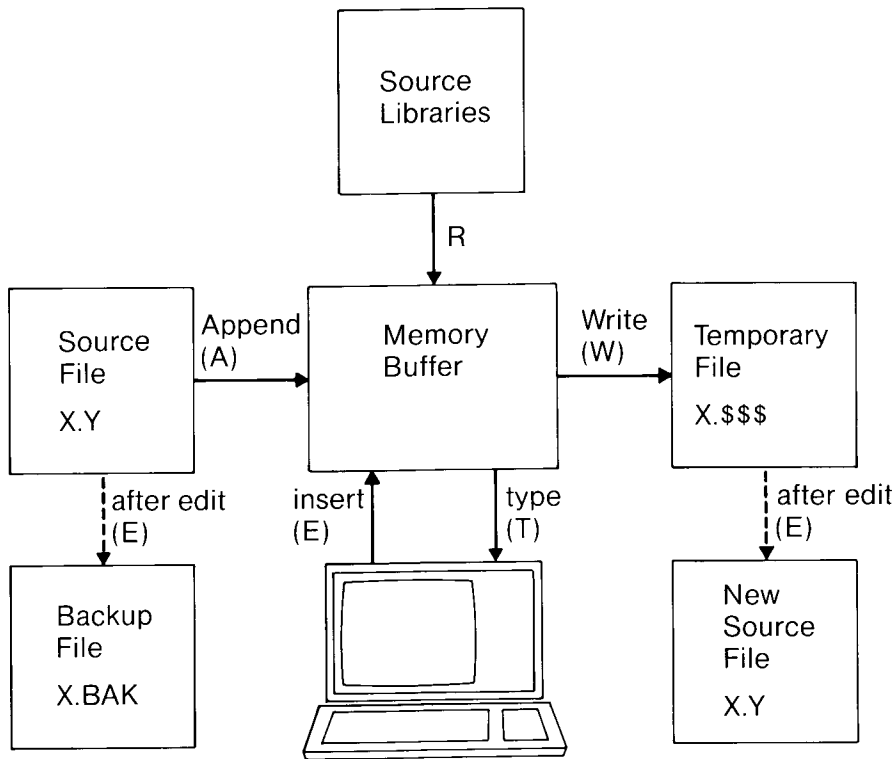 Source
Libraries
R
Source
File
X.Y
Append
(A)
Memory
Buffer
Write
(W)
Temporary
File
X.$$$
after edit
(E)
insert
(E)
type
(T)
after edit
(E)
Backup
File
X.BAK
New
Source
File
X.Y